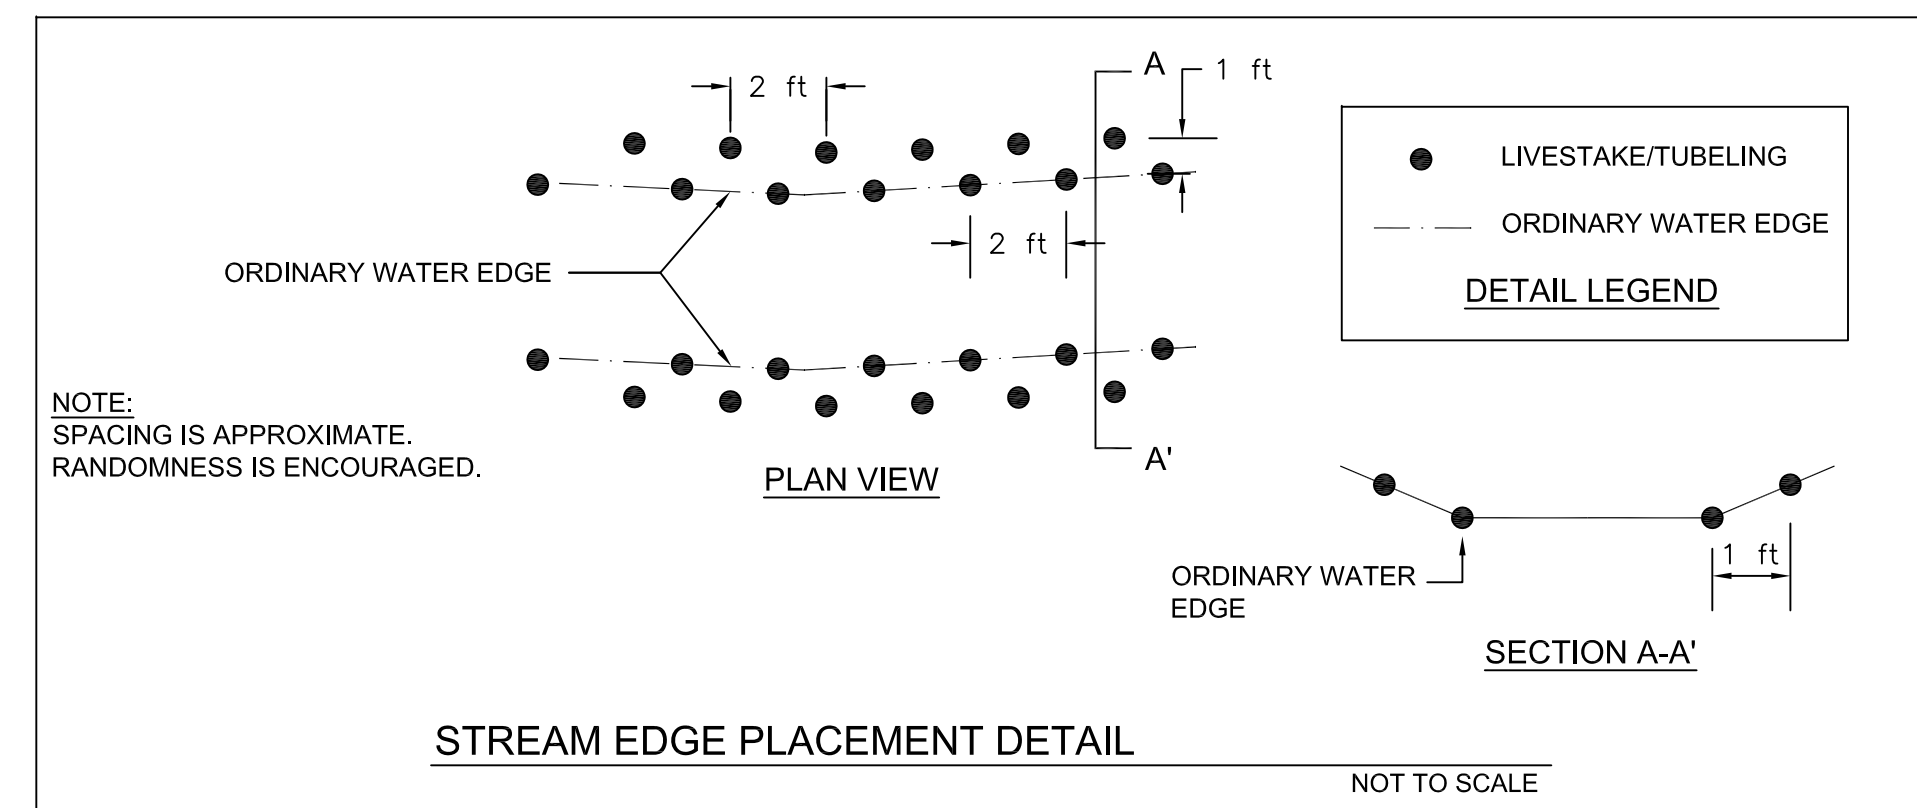 2 ft
A
1 ft
LIVESTAKE/TUBELING
ORDINARY WATER EDGE
DETAIL LEGEND
2 ft
ORDINARY WATER EDGE
NOTE:
SPACING IS APPROXIMATE.
RANDOMNESS IS ENCOURAGED.
A'
PLAN VIEW
1 ft
ORDINARY WATER
EDGE
SECTION A-A'
STREAM EDGE PLACEMENT DETAIL
NOT TO SCALE